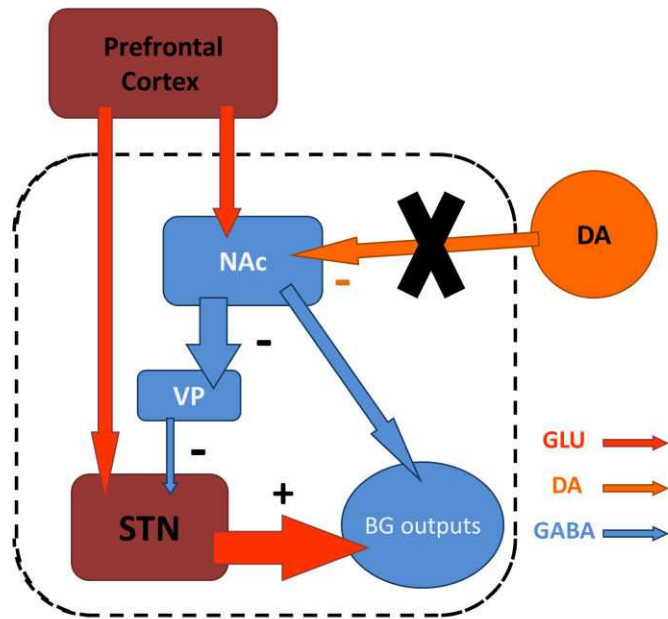 Prefrontal
Cortex
DA
NAc
-
-
VP
-
GLU
+
DA
STN
BG outputs
GABA